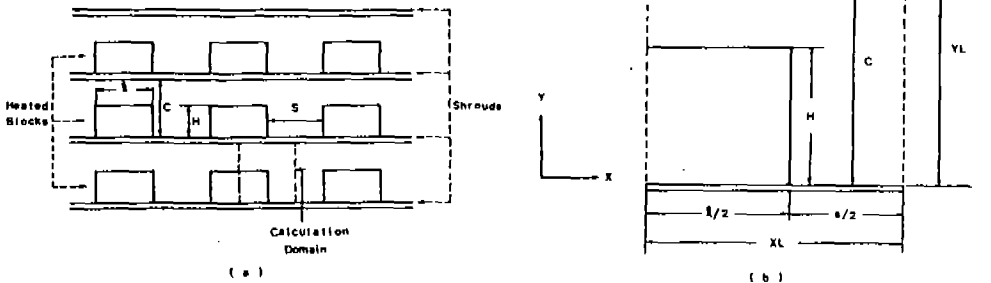 Heated
Blocks
ℓ
C
H
S
Shrouds
Calculation
Domain
( a )
Y
X
H
C
YL
ℓ/2
s/2
XL
( b )